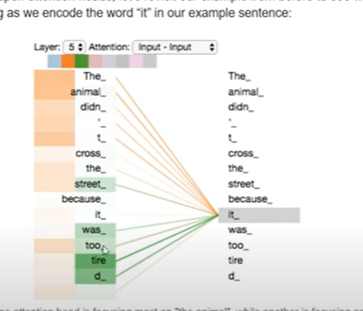 g as we encode the word "it" in our example sentence:
Layer: 5 Attention: Input - Input
The_ The_
animal_ animal_
didn_ didn_
'_ '_
t_ t_
cross_ cross_
the_ the_
street_ street_
because_ because_
it_ it_
was_ was_
too_ too_
tire tire
d_ d_